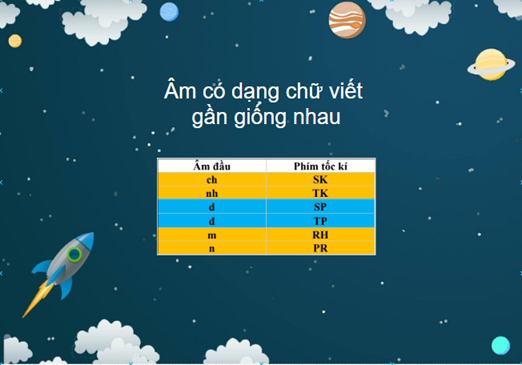 Âm có dạng chữ viết
gần giống nhau
Âm đầu Phím tốc kí
ch SK
nh TK
d SP
đ TP
m RH
n PR